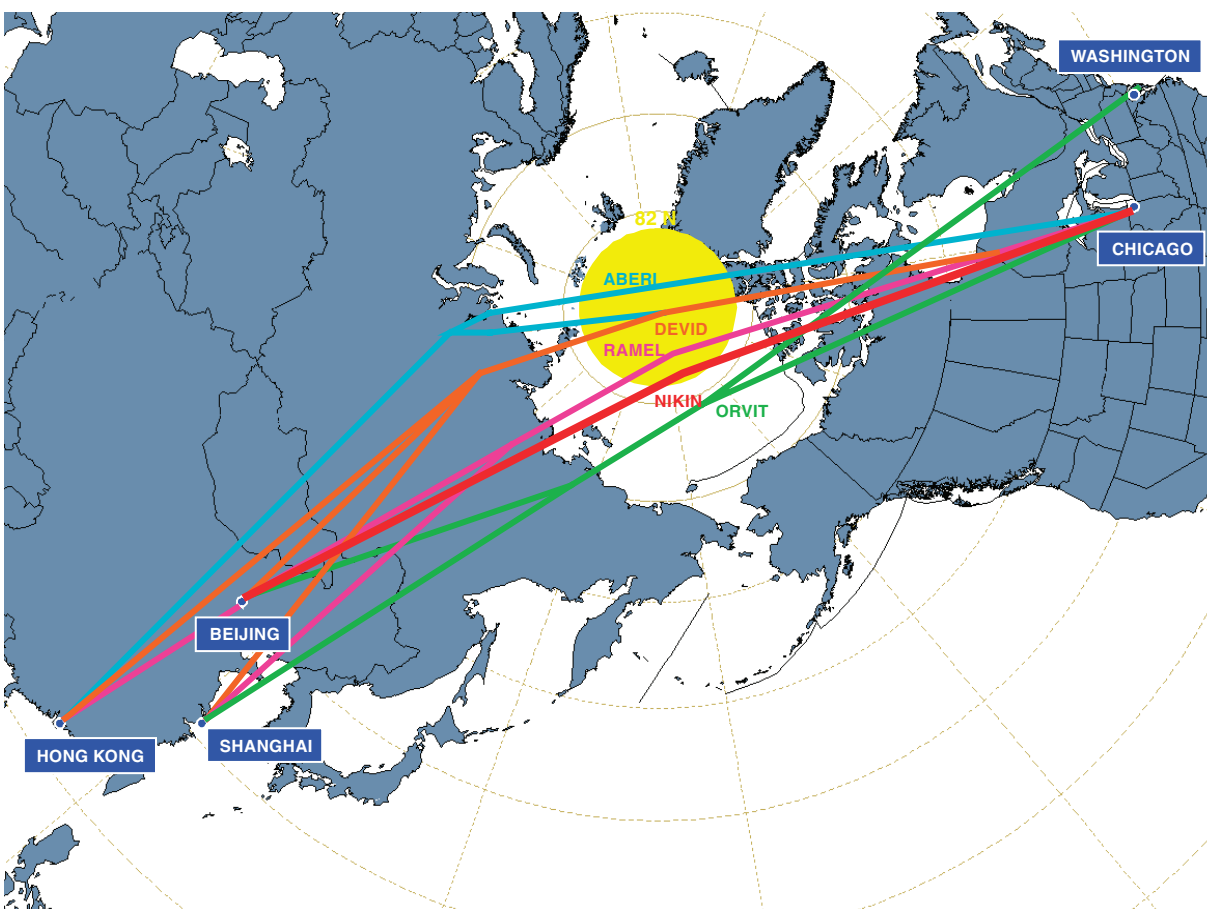 WASHINGTON
82 N
CHICAGO
ABERI
DEVID
RAMEL
NIKIN
ORVIT
BEIJING
SHANGHAI
HONG KONG